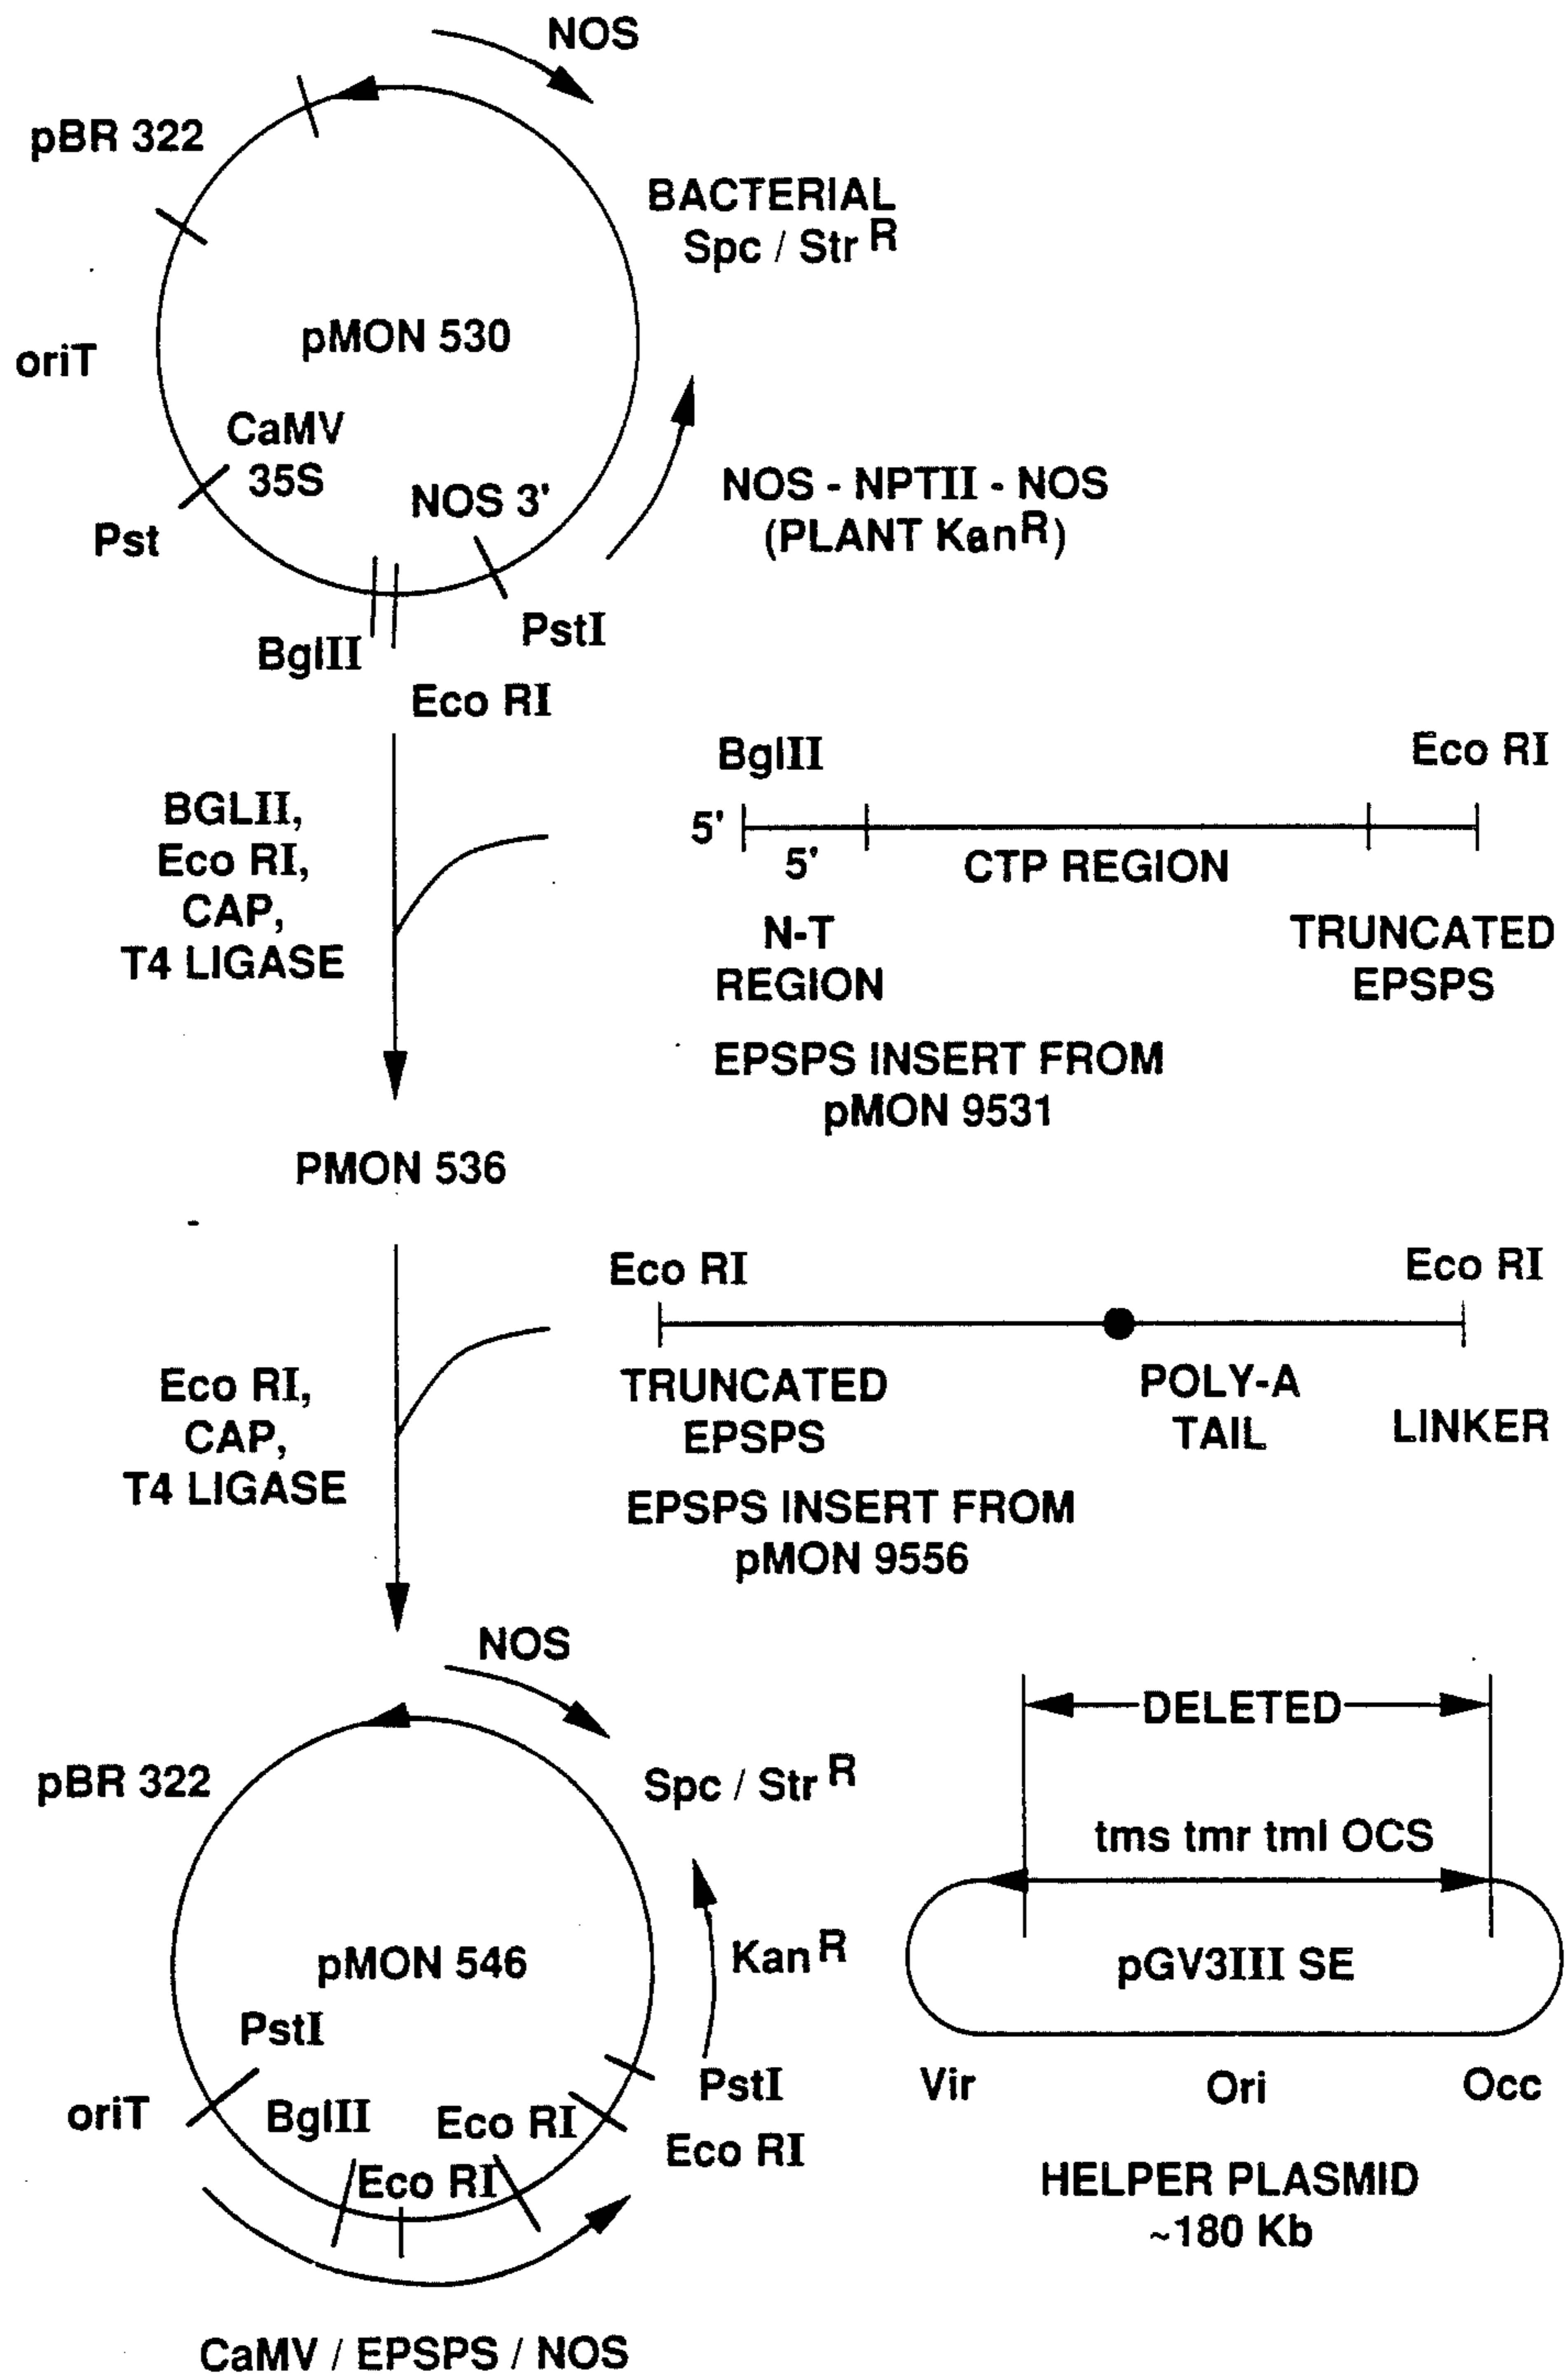 NOS
pBR 322
BACTERIAL
Spc / Str R
pMON 530
oriT
CaMV
35S
NOS 3'
NOS - NPTII - NOS
(PLANT KanR)
Pst
PstI
BglII
Eco RI
BglII
Eco RI
BGLII,
Eco RI,
CAP,
T4 LIGASE
5'
5'
CTP REGION
N-T
REGION
TRUNCATED
EPSPS
EPSPS INSERT FROM
pMON 9531
PMON 536
Eco RI
Eco RI
Eco RI,
CAP,
T4 LIGASE
TRUNCATED
EPSPS
POLY-A
TAIL
LINKER
EPSPS INSERT FROM
pMON 9556
NOS
DELETED
pBR 322
Spc / Str R
tms tmr tml OCS
pMON 546
Kan R
pGV3III SE
PstI
PstI
oriT
BglII
Eco RI
Eco RI
Eco RI
Vir
Ori
Occ
HELPER PLASMID
~180 Kb
CaMV / EPSPS / NOS